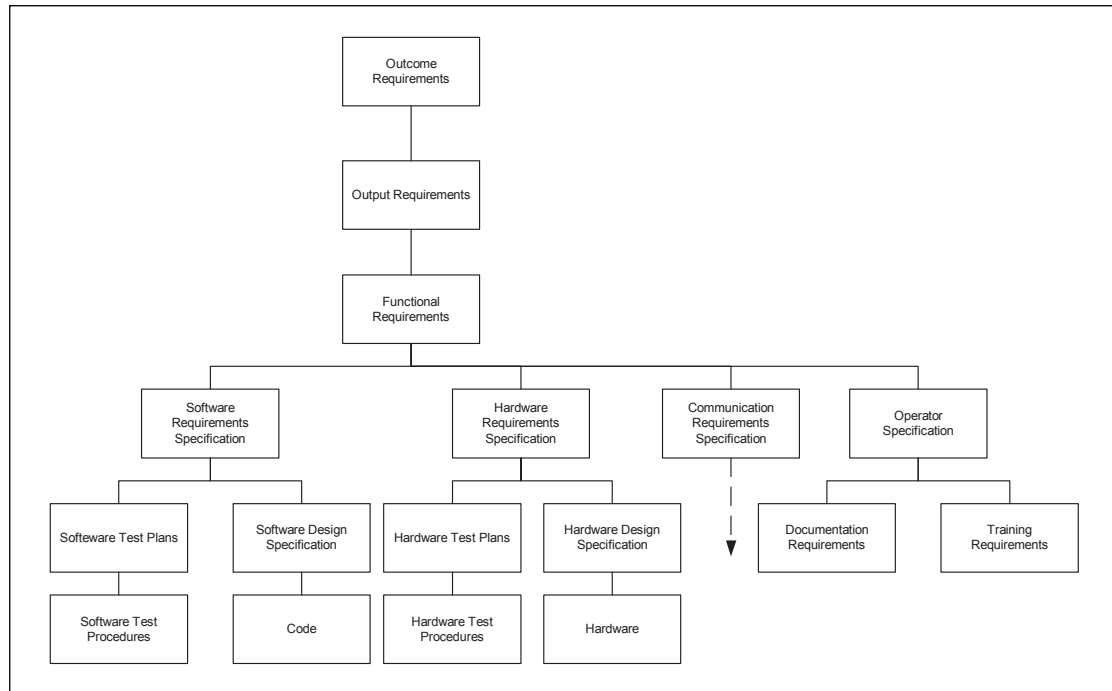 Outcome
Requirements
Output Requirements
Functional
Requirements
Software
Requirements
Specification
Hardware
Requirements
Specification
Communication
Requirements
Specification
Operator
Specification
Softeware Test Plans
Software Design
Specification
Hardware Test Plans
Hardware Design
Specification
Documentation
Requirements
Training
Requirements
Software Test
Procedures
Code
Hardware Test
Procedures
Hardware